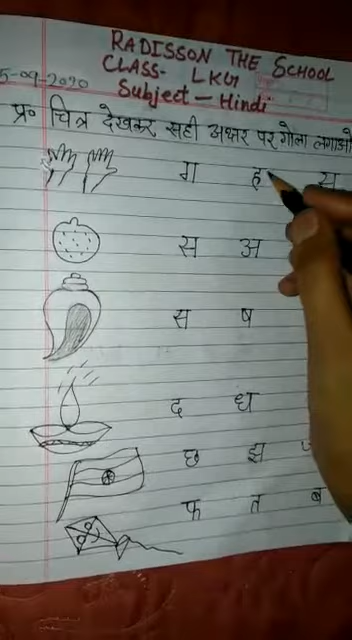 RADISSON THE SCHOOL
CLASS- LKG
5-09-2020
Subject - Hindi
प्र० चित्र देखकर सही अक्षर पर गोला लगाओ
ग ह स
स अ
स ष
द ध
छ झ
फ त ब